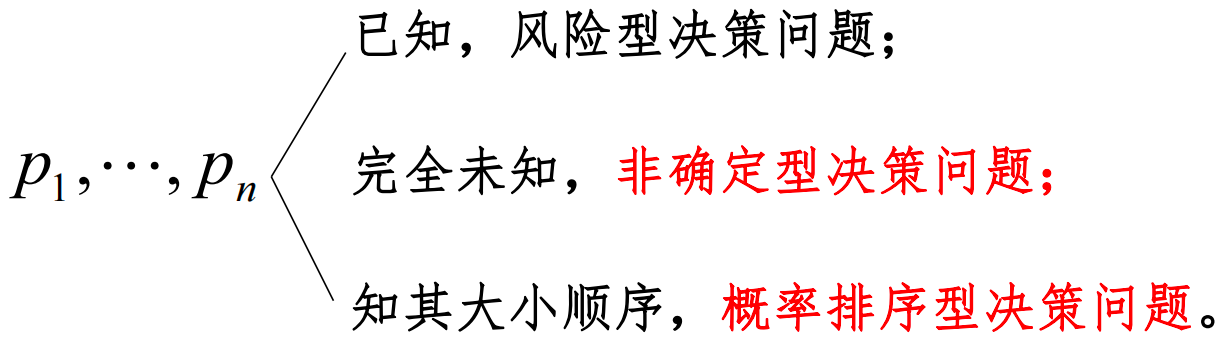 已知，风险型决策问题；
p₁,⋯,pₙ 完全未知，非确定型决策问题；
知其大小顺序，概率排序型决策问题。